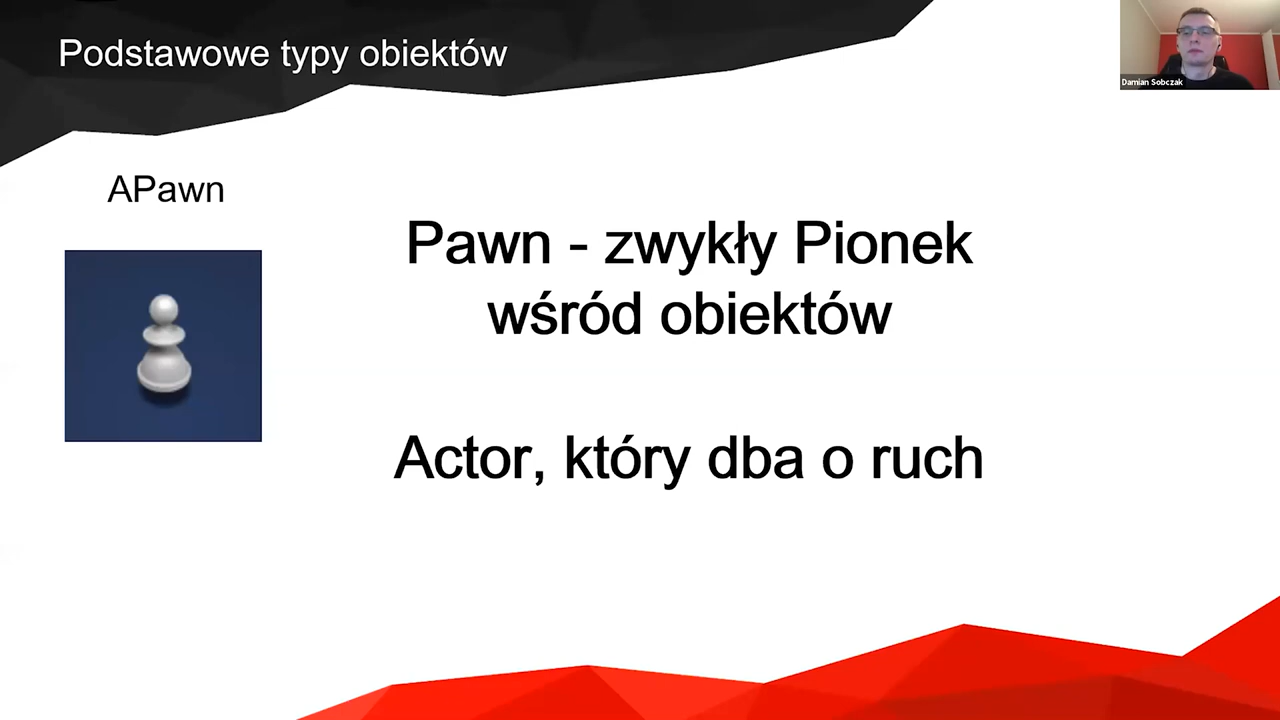 Podstawowe typy obiektów
Damian Sobczak
APawn
Pawn - zwykły Pionek
wśród obiektów
Actor, który dba o ruch